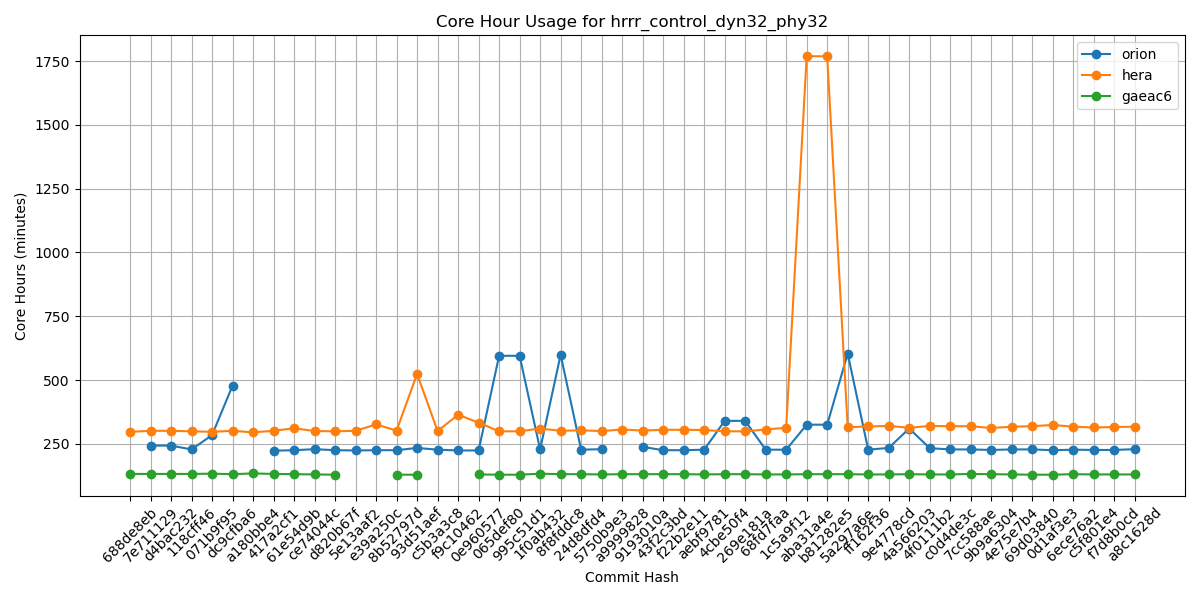 Core Hour Usage for hrrr_control_dyn32_phy32
orion
hera
gaeac6
Core Hours (minutes)
1750
1500
1250
1000
750
500
250
688de8eb
7e711129
d4bac232
118cff46
071b9f95
dc9cfba6
a180bbe4
417a2cf1
61e54d9b
ce74044c
d820b67f
5e13aaf2
e39a250c
8b52797d
93d51aef
c5b3a3c8
f9c10462
0e960577
065def80
995c51d1
1f0ab432
8f8fddc8
24d8dfd4
5750b9e3
a9999828
9193010a
43f2c3bd
f22b2e11
aebf9781
4cbe50f4
269e181a
68fd7faa
1c5a9f12
aba31a4e
b81282e5
5a297a6e
ff162f36
9e4778cd
4a566203
4f0111b2
c0d4de3c
7cc588ae
9b9a6304
4e75e7b4
69d03840
0d1af3e3
6ece76a2
c5f801e4
f7d8b0cd
a8c1628d
Commit Hash